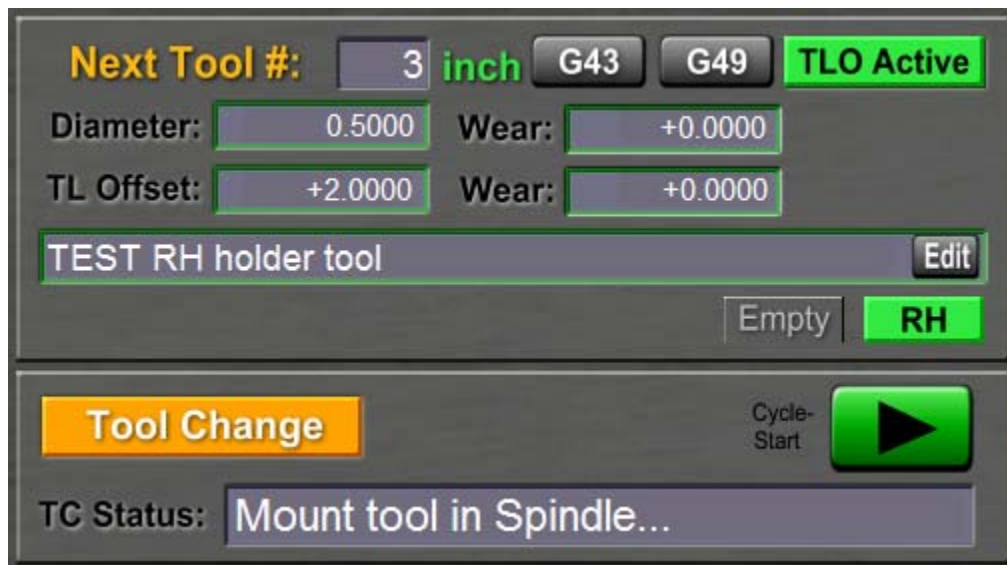 Next Tool #: 3 inch G43 G49 TLO Active
Diameter: 0.5000 Wear: +0.0000
TL Offset: +2.0000 Wear: +0.0000
TEST RH holder tool Edit
Empty RH
Tool Change Cycle-
Start
TC Status: Mount tool in Spindle...